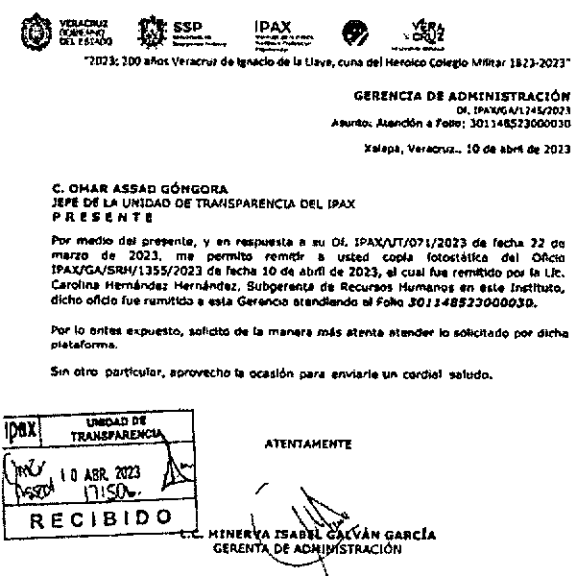 VERACRUZ
GOBIERNO
DEL ESTADO
SSP
IPAX
VERA
CRUZ
"2023: 200 años Veracruz de Ignacio de la Llave, cuna del Heroico Colegio Militar 1823-2023"
GERENCIA DE ADMINISTRACIÓN
Of. IPAX/GA/1245/2023
Asunto: Atención a Folio: 301148523000030
Xalapa, Veracruz., 10 de abril de 2023
C. OMAR ASSAD GÓNGORA
JEFE DE LA UNIDAD DE TRANSPARENCIA DEL IPAX
P R E S E N T E
Por medio del presente, y en respuesta a su Of. IPAX/UT/071/2023 de fecha 22 de
marzo de 2023, me permito remitir a usted copia fotostática del Oficio
IPAX/GA/SRH/1355/2023 de fecha 10 de abril de 2023, el cual fue remitido por la Lic.
Carolina Hernández Hernández, Subgerenta de Recursos Humanos en este Instituto,
dicho oficio fue rumitido a esta Gerencia atendiendo el Folio 301148523000030.
Por lo antes expuesto, solicito de la manera más atenta atender lo solicitado por dicha
plataforma.
Sin otro particular, aprovecho la ocasión para enviarle un cordial saludo.
ipax
UNIDAD DE
TRANSPARENCIA
10 ABR. 2023
17:50
RECIBIDO
ATENTAMENTE
L.C. MINERVA ISABEL GALVÁN GARCÍA
GERENTA DE ADMINISTRACIÓN